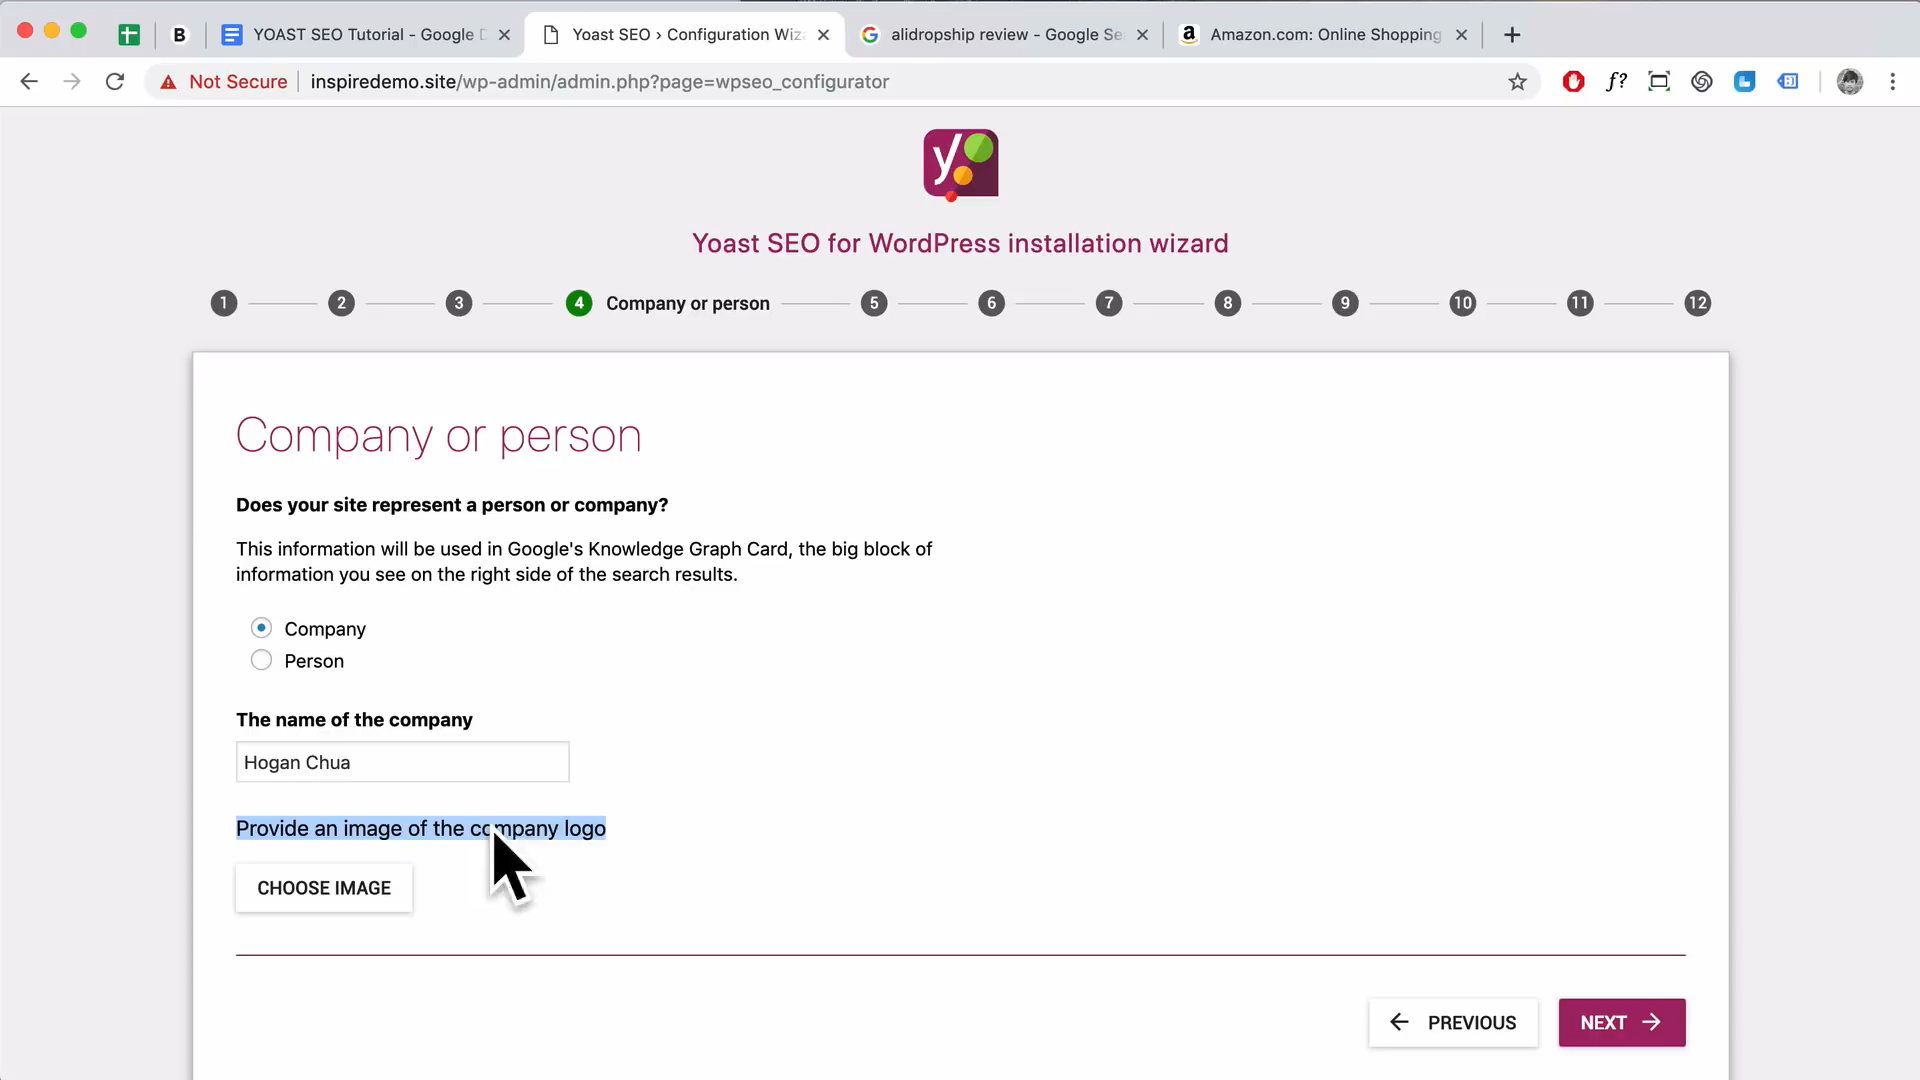 B
YOAST SEO Tutorial - Google D
Yoast SEO › Configuration Wiza
alidropship review - Google Se
a
Amazon.com: Online Shopping
Not Secure
inspiredemo.site/wp-admin/admin.php?page=wpseo_configurator
f?
y
Yoast SEO for WordPress installation wizard
1 2 3 4 Company or person 5 6 7 8 9 10 11 12
Company or person
Does your site represent a person or company?
This information will be used in Google's Knowledge Graph Card, the big block of
information you see on the right side of the search results.
Company
Person
The name of the company
Hogan Chua
Provide an image of the company logo
CHOOSE IMAGE
PREVIOUS
NEXT